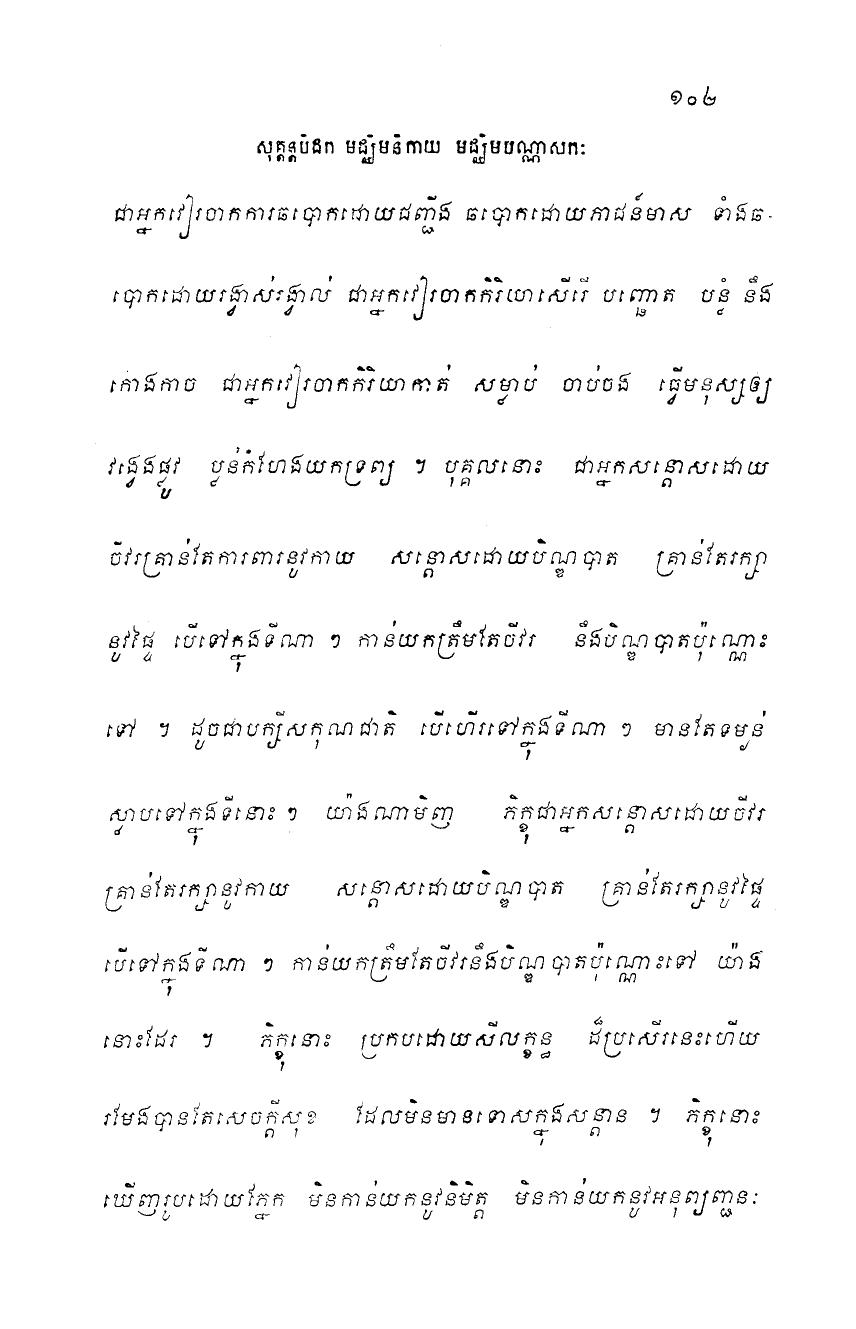 ១០៤
សុត្តន្តបិដក មជ្ឈិមនិកាយ មជ្ឈិមបណ្ណាសកៈ
ជាអ្នកវៀរចាកការឆបោកដោយជញ្ជីង ឆបោកដោយភាជន៍មាស ទាំងឆ-
បោកដោយរង្វាស់រង្វាល់ ជាអ្នកវៀរចាកកិរិយាសើរើ បញ្ឆោត បន្លំ នឹង
កោងកាច ជាអ្នកវៀរចាកកិរិយាកាត់ សម្លាប់ ចាប់ចង ធ្វើមនុស្សឲ្យ
វង្វេងផ្លូវ ប្លន់កំហែងយកទ្រព្យ ។ បុគ្គលនោះ ជាអ្នកសន្តោសដោយ
ចីវរគ្រាន់តែការពារនូវកាយ សន្តោសដោយបិណ្ឌបាត គ្រាន់តែរក្សា
នូវផ្ទៃ បើទៅក្នុងទីណា ៗ កាន់យកត្រឹមតែចីវរ នឹងបិណ្ឌបាតប៉ុណ្ណោះ
ទៅ ។ ដូចជាបក្សីសកុណជាតិ បើហើរទៅក្នុងទីណា ៗ មានតែទម្ងន់
ស្លាបទៅក្នុងទីនោះ ៗ យ៉ាងណាមិញ ភិក្ខុជាអ្នកសន្តោសដោយចីវរ
គ្រាន់តែរក្សានូវកាយ សន្តោសដោយបិណ្ឌបាត គ្រាន់តែរក្សានូវផ្ទៃ
បើទៅក្នុងទីណា ៗ កាន់យកត្រឹមតែចីវរនឹងបិណ្ឌបាតប៉ុណ្ណោះទៅ យ៉ាង
នោះដែរ ។ ភិក្ខុនោះ ប្រកបដោយសីលក្ខន្ធ ដ៏ប្រសើរនេះហើយ
រមែងបានតែសេចក្តីសុខ ដែលមិនមានទោសក្នុងសន្តាន ។ ភិក្ខុនោះ
ឃើញរូបដោយភ្នែក មិនកាន់យកនូវនិមិត្ត មិនកាន់យកនូវអនុព្យញ្ជនៈ